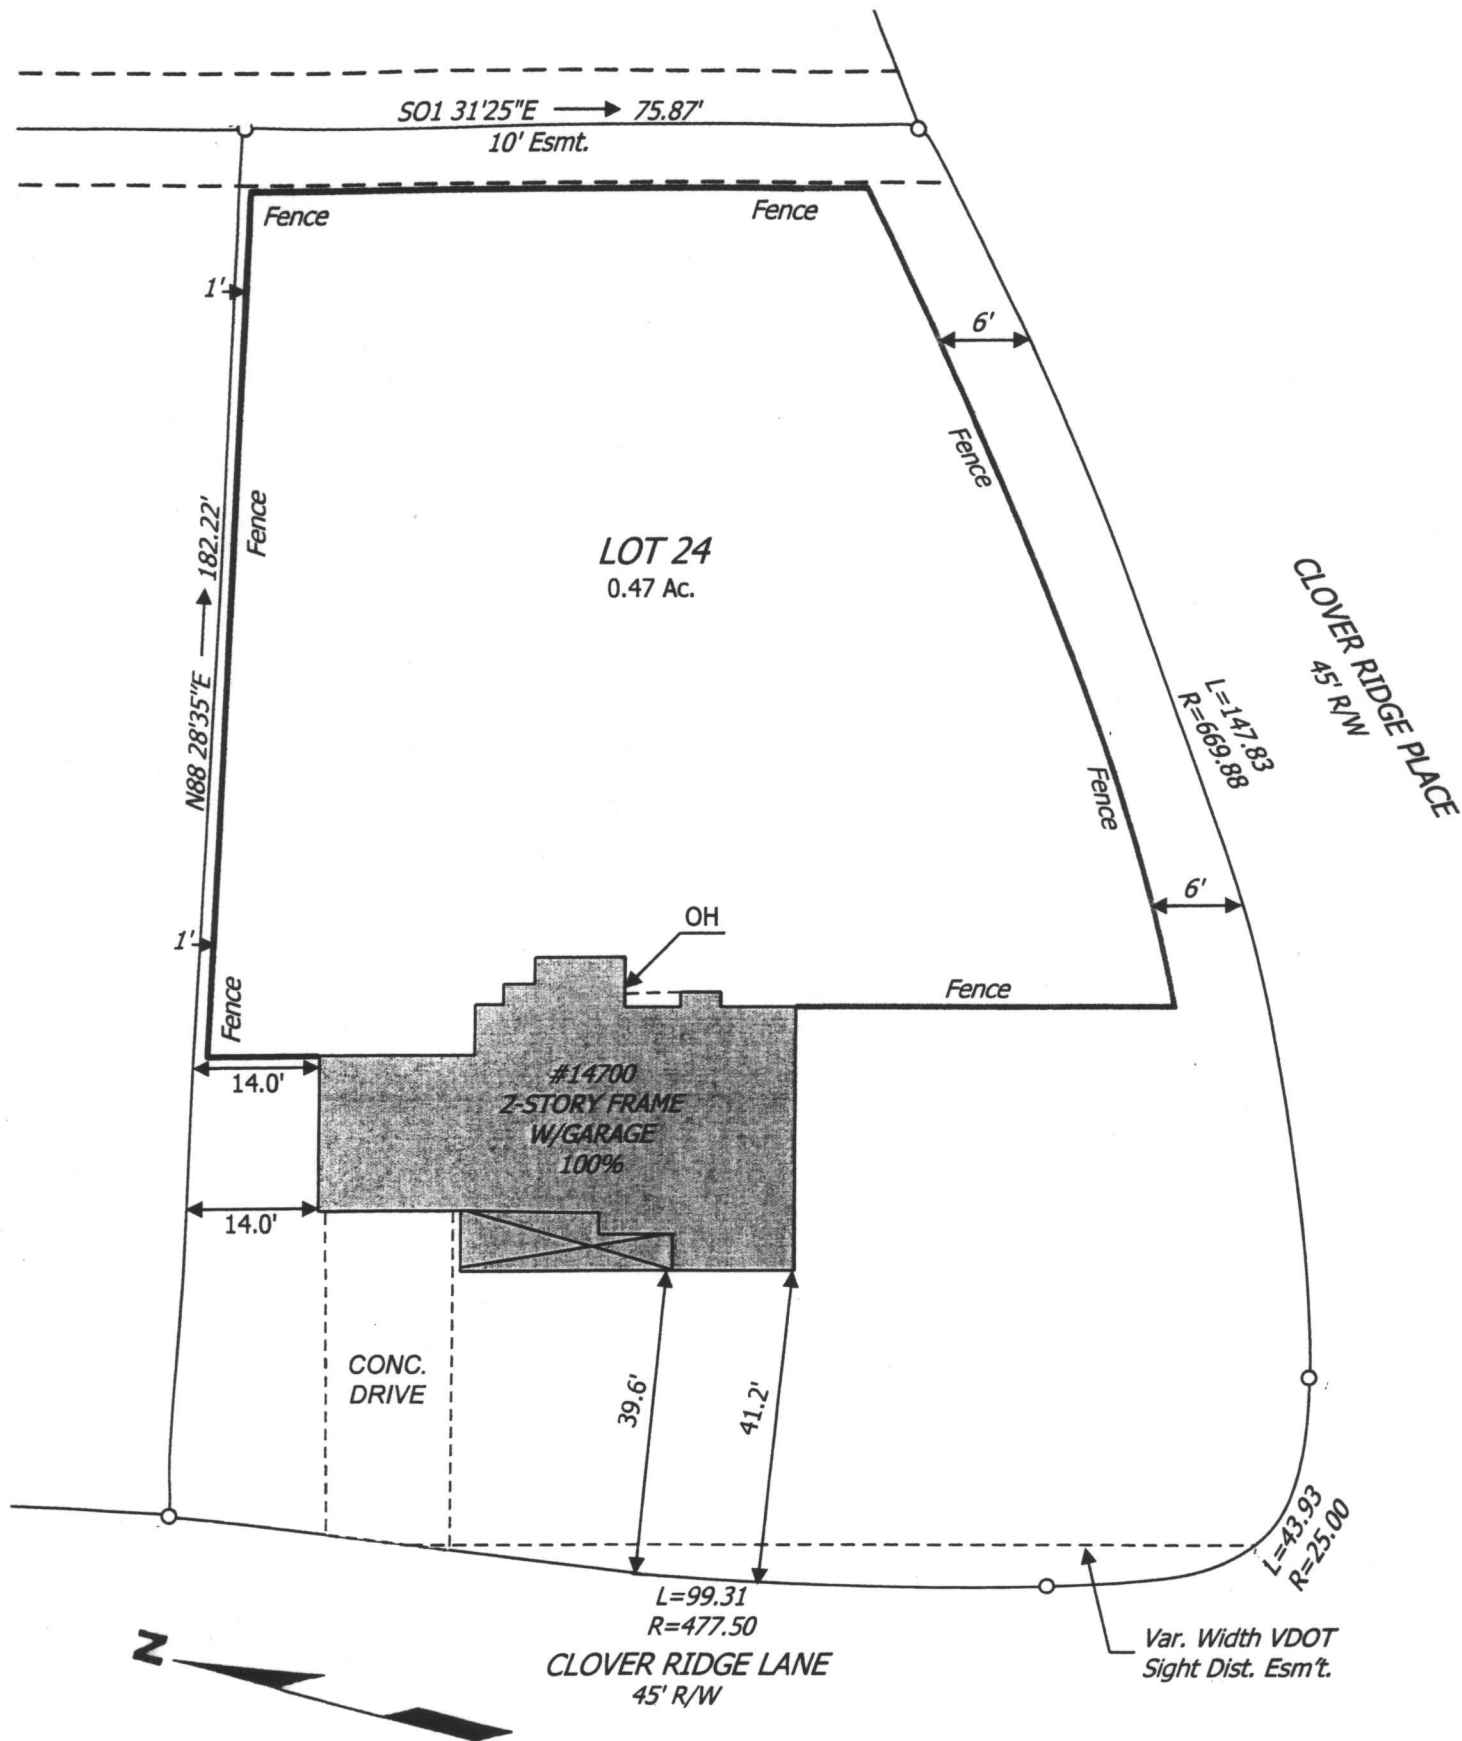 SO1 31'25"E 75.87'
10' Esmt.
Fence
Fence
1'
6'
Fence
Fence
LOT 24
0.47 Ac.
N88 28'35"E 182.22'
CLOVER RIDGE PLACE
45' R/W
L=147.83
R=669.88
Fence
6'
OH
1'
Fence
Fence
14.0'
#14700
2-STORY FRAME
W/GARAGE
100%
14.0'
CONC.
DRIVE
39.6'
41.2'
L=43.93
R=25.00
L=99.31
R=477.50
CLOVER RIDGE LANE
45' R/W
Var. Width VDOT
Sight Dist. Esm't.
N